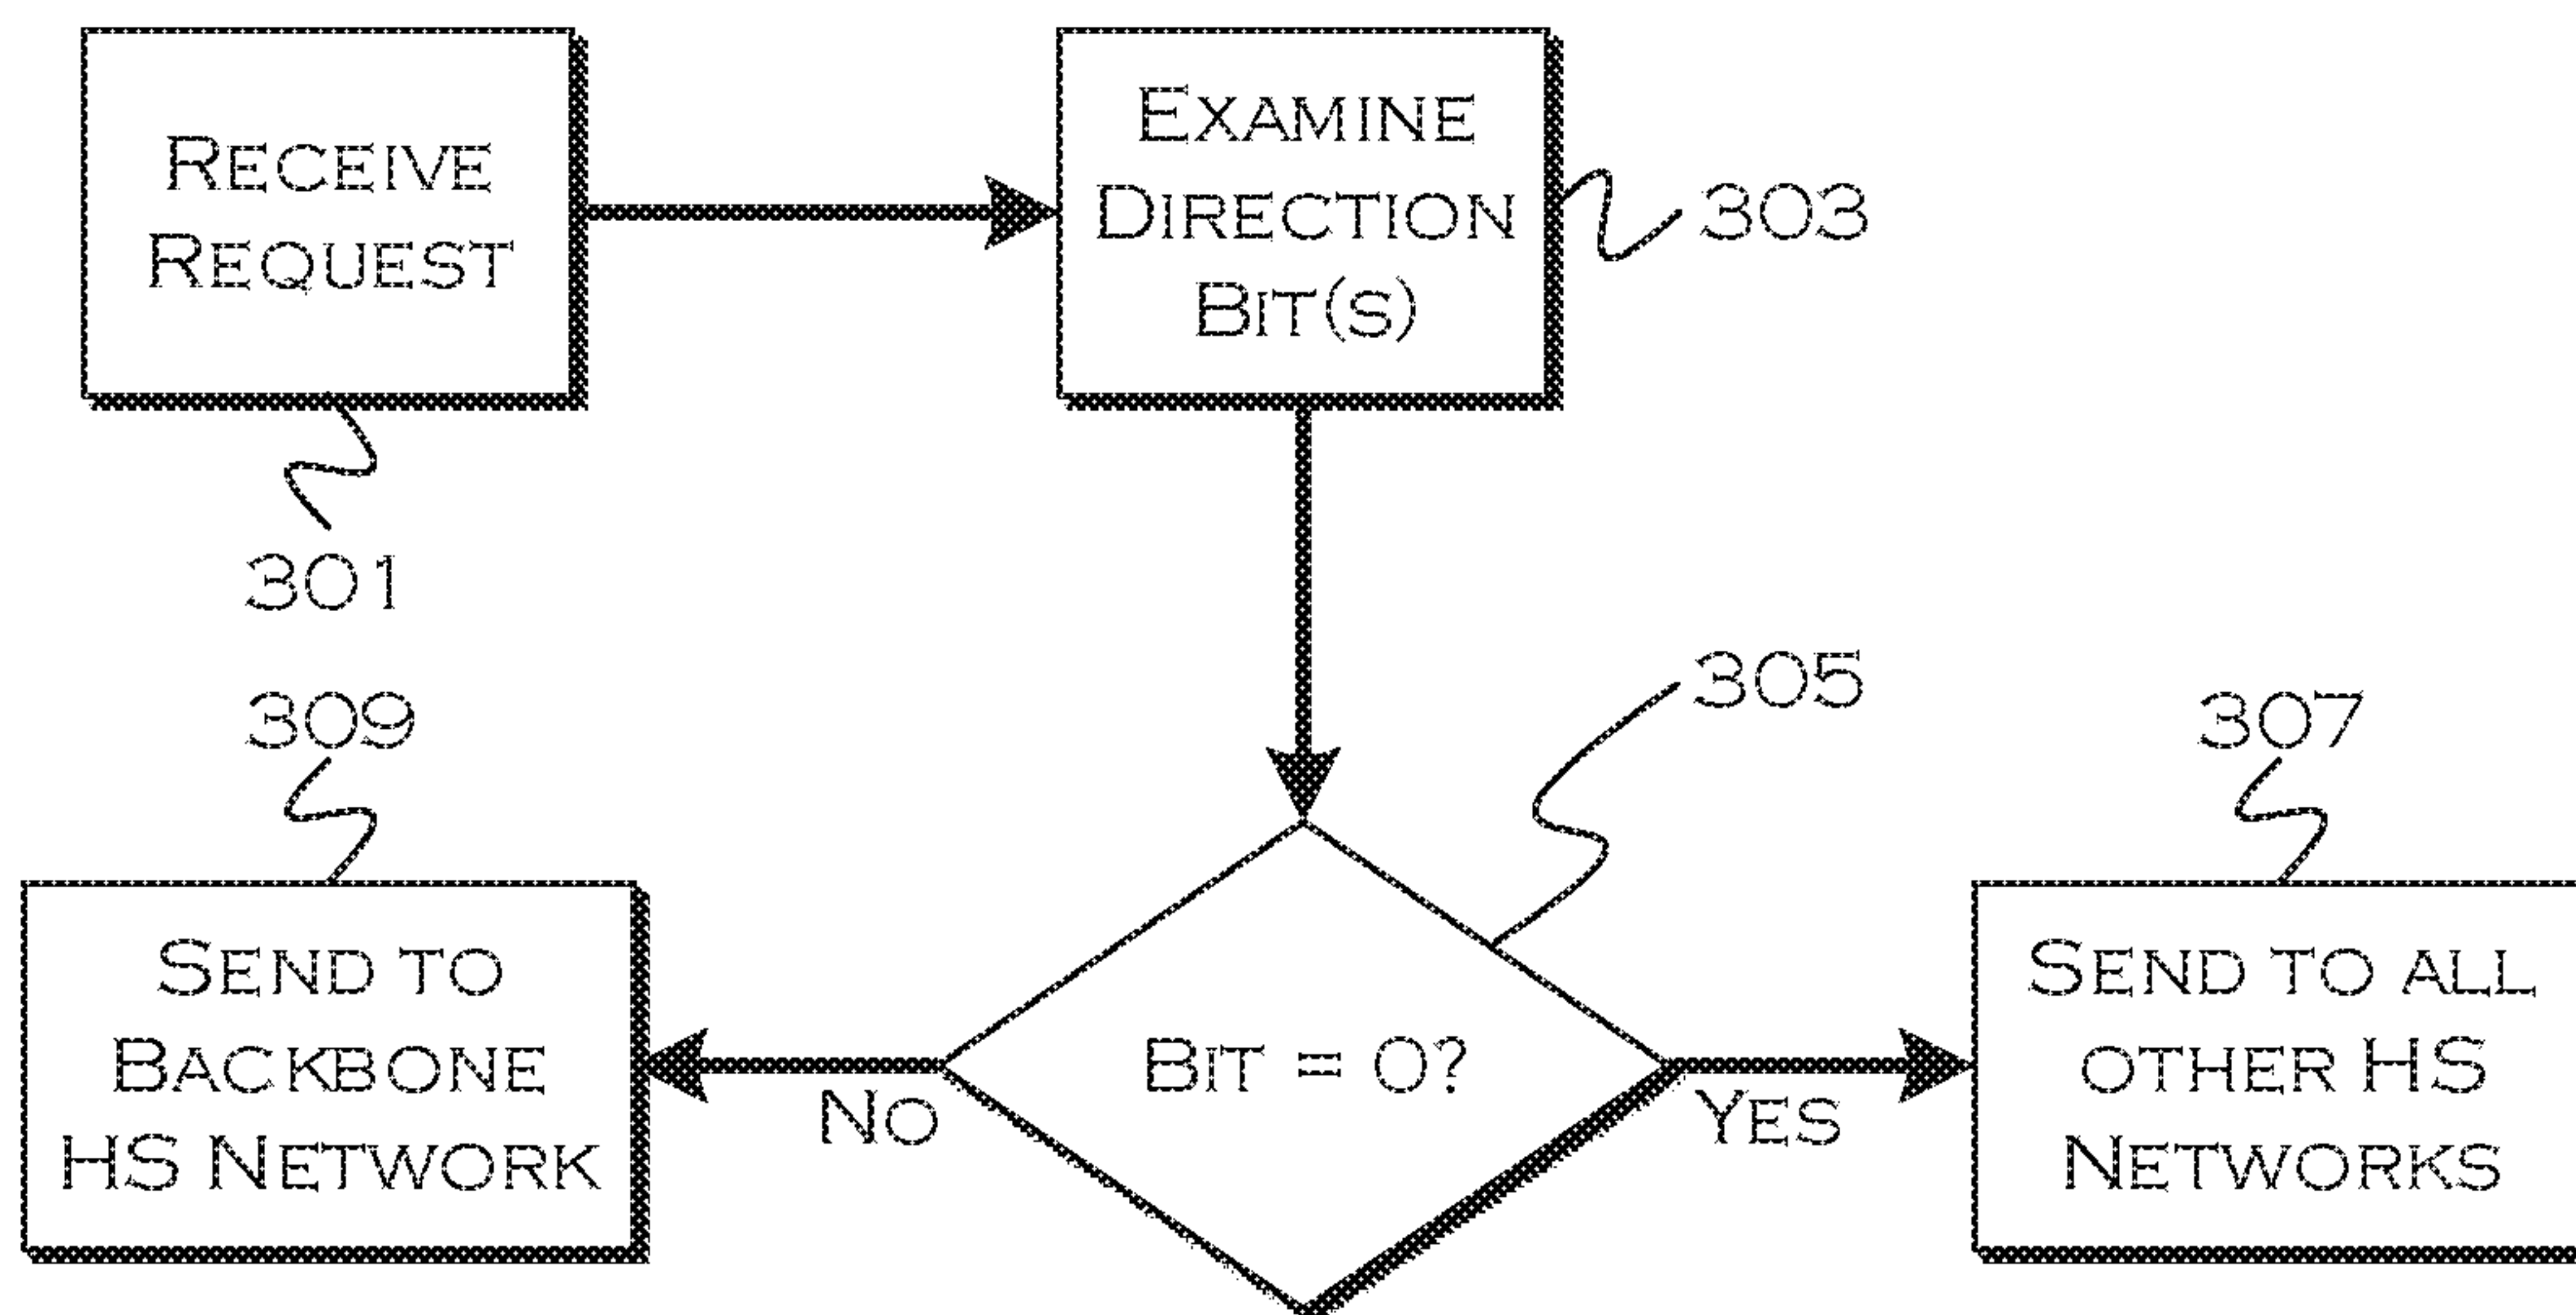 RECEIVE
REQUEST
301
EXAMINE
DIRECTION
BIT(S)
303
305
BIT = 0?
NO
YES
309
SEND TO
BACKBONE
HS NETWORK
307
SEND TO ALL
OTHER HS
NETWORKS